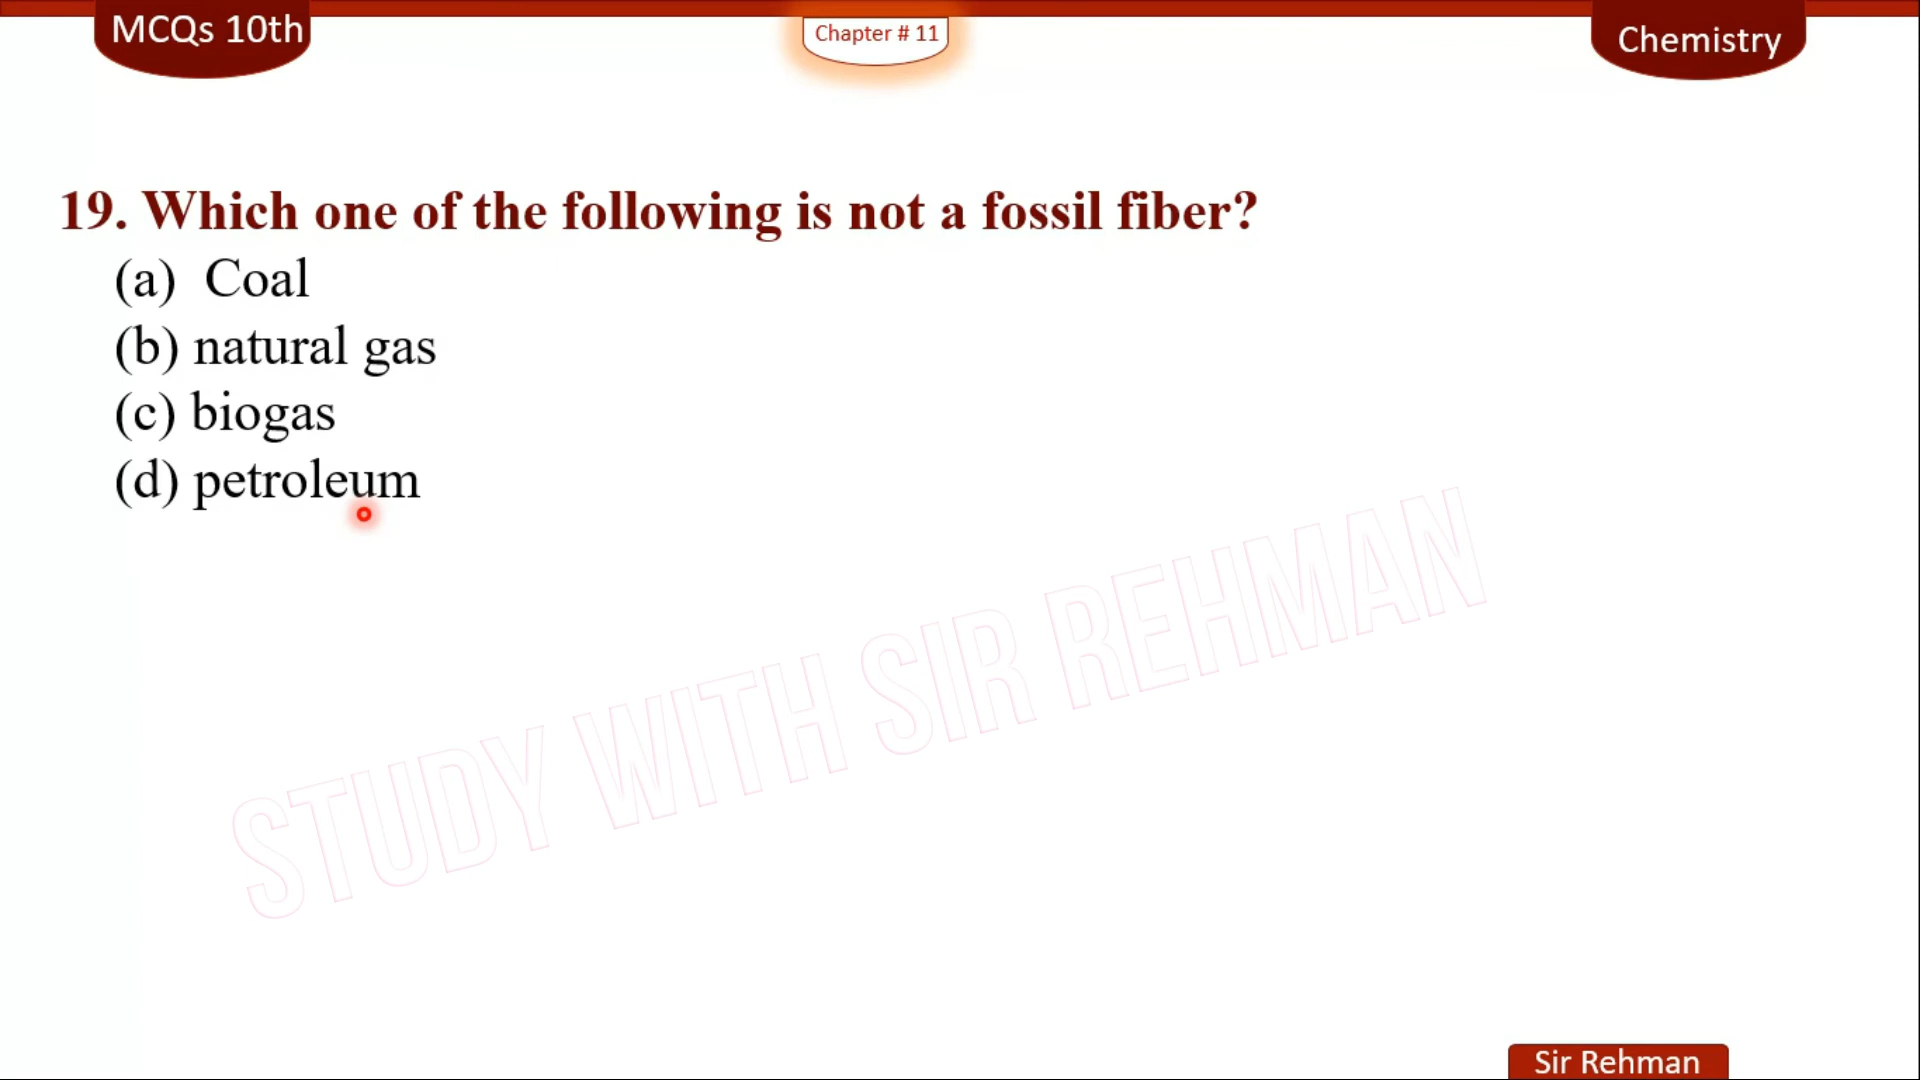 MCQs 10th
Chapter # 11
Chemistry
19. Which one of the following is not a fossil fiber?
(a) Coal
(b) natural gas
(c) biogas
(d) petroleum
STUDY WITH SIR REHMAN
Sir Rehman